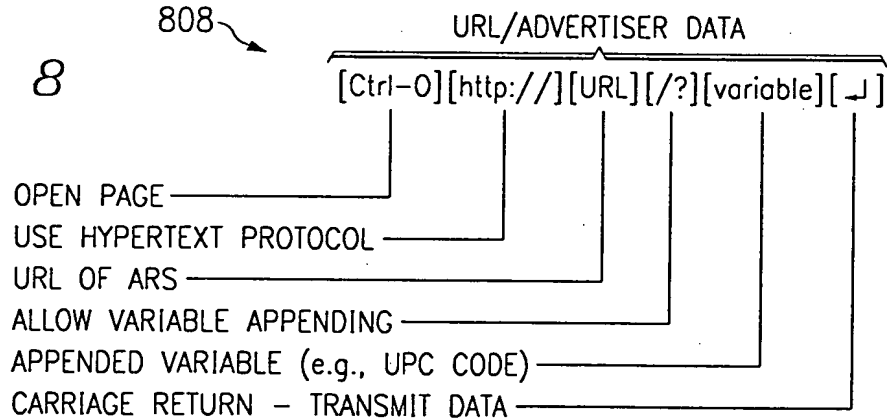 808
URL/ADVERTISER DATA
8
[Ctrl-O][http://][URL][/?][variable][↵]
OPEN PAGE
USE HYPERTEXT PROTOCOL
URL OF ARS
ALLOW VARIABLE APPENDING
APPENDED VARIABLE (e.g., UPC CODE)
CARRIAGE RETURN – TRANSMIT DATA